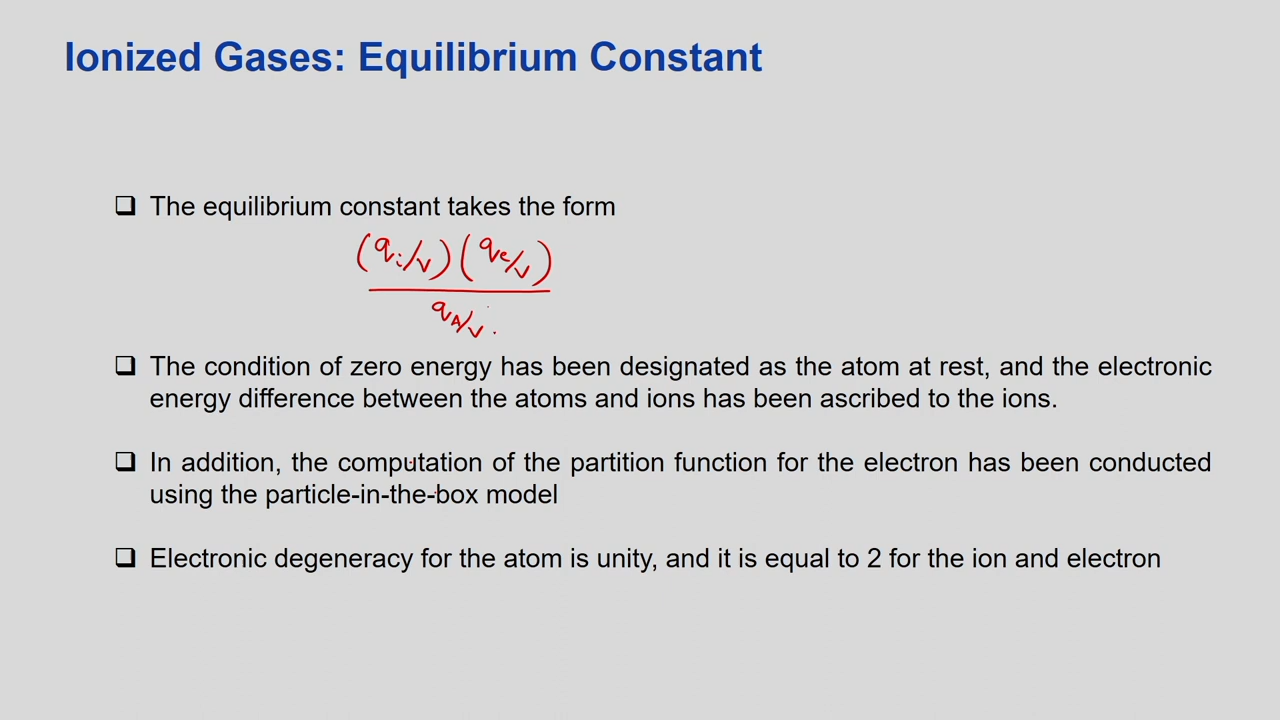 Ionized Gases: Equilibrium Constant
❑ The equilibrium constant takes the form
(qi/V) (qe/V)
qA/V
❑ The condition of zero energy has been designated as the atom at rest, and the electronic
energy difference between the atoms and ions has been ascribed to the ions.
❑ In addition, the computation of the partition function for the electron has been conducted
using the particle-in-the-box model
❑ Electronic degeneracy for the atom is unity, and it is equal to 2 for the ion and electron